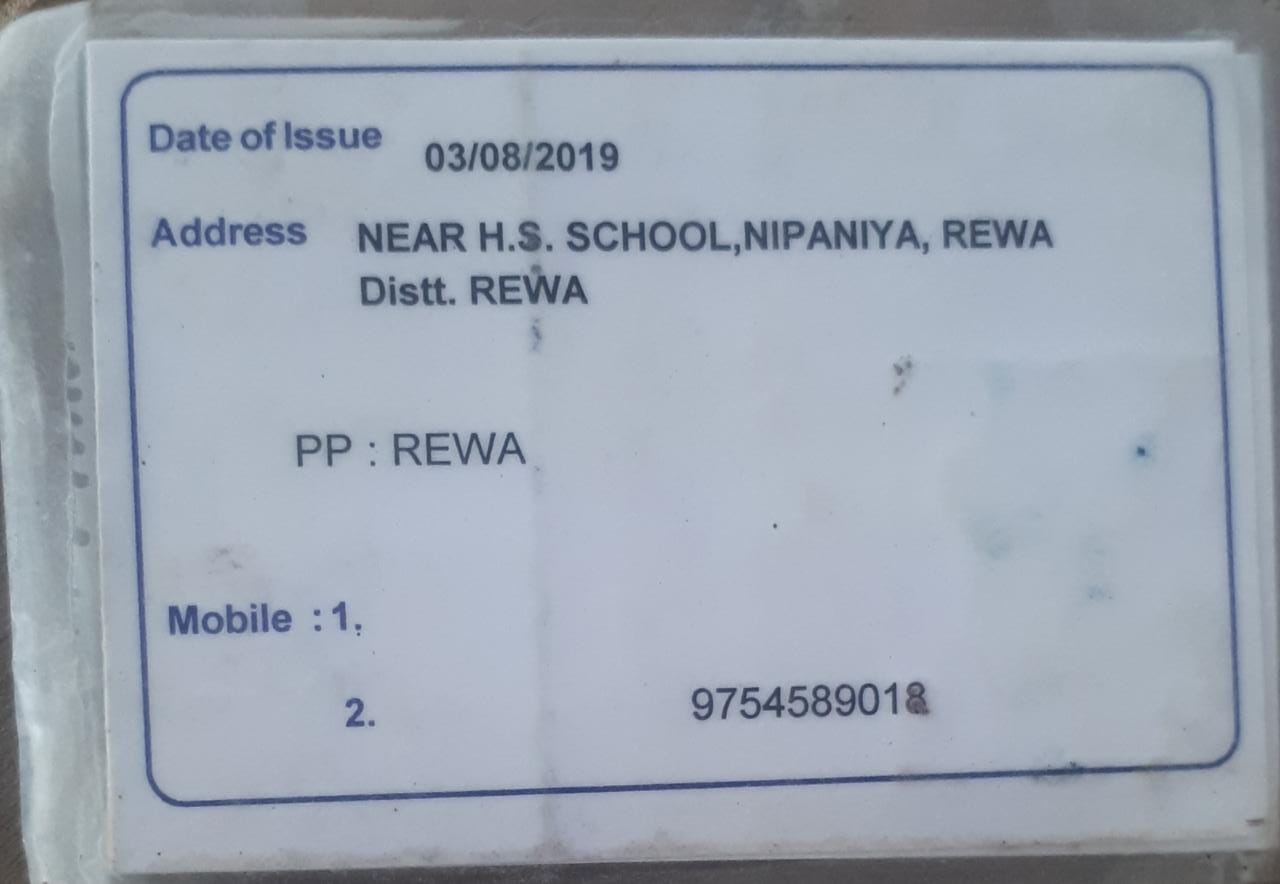 Date of Issue 03/08/2019
Address NEAR H.S. SCHOOL,NIPANIYA, REWA
Distt. REWA
PP : REWA
Mobile : 1.
2. 9754589018